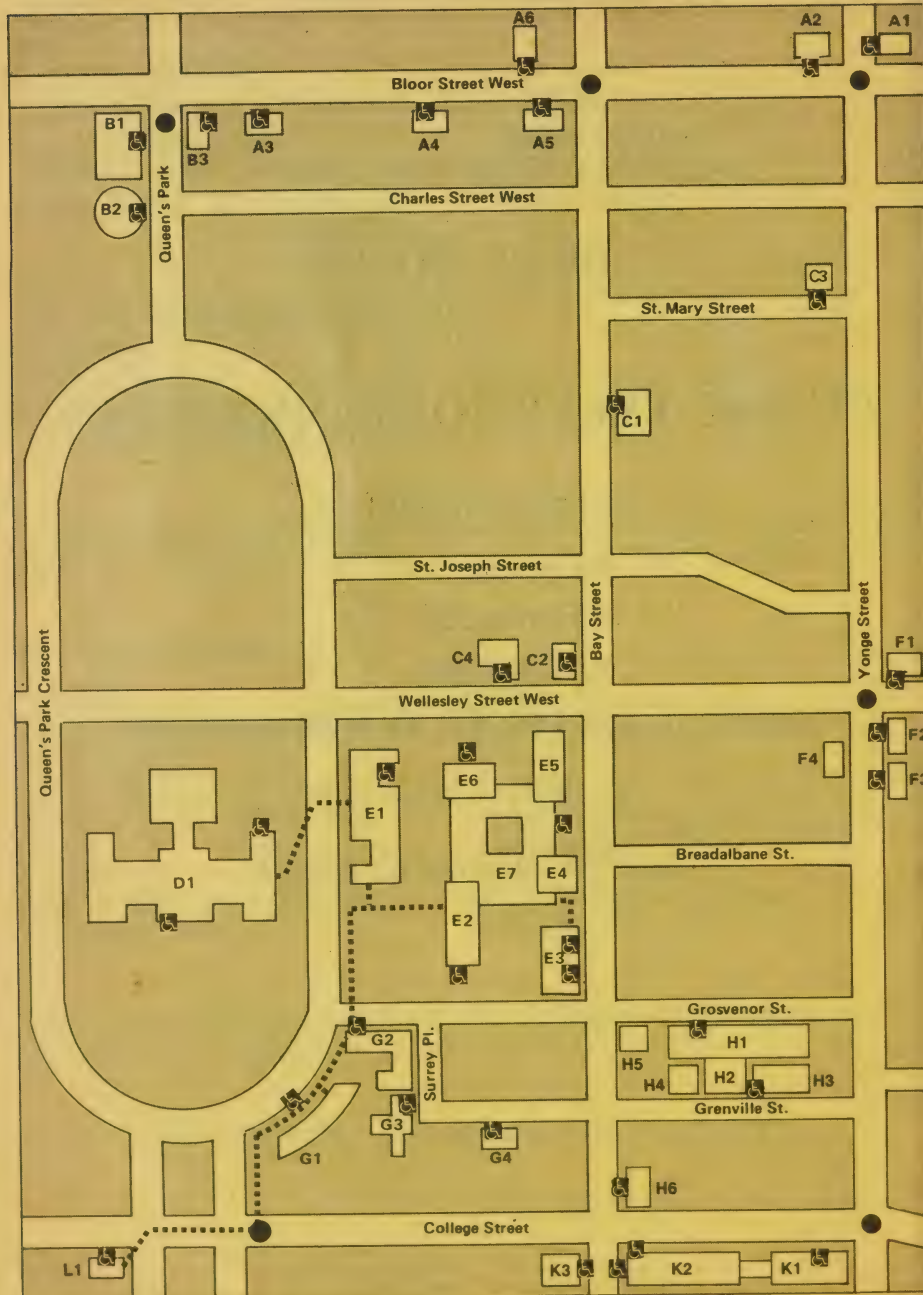 A6
A2
A1
Bloor Street West
B1
B3
A3
A4
A5
Queen's Park
B2
Charles Street West
C3
St. Mary Street
C1
St. Joseph Street
Bay Street
Yonge Street
Queen's Park Crescent
C4
C2
F1
Wellesley Street West
F2
F4
F3
E5
E6
E1
Breadalbane St.
E7
E4
D1
E2
E3
Grosvenor St.
G2
Surrey Pl.
H1
H5
H4
H2
H3
Grenville St.
G3
G1
G4
H6
College Street
L1
K3
K2
K1